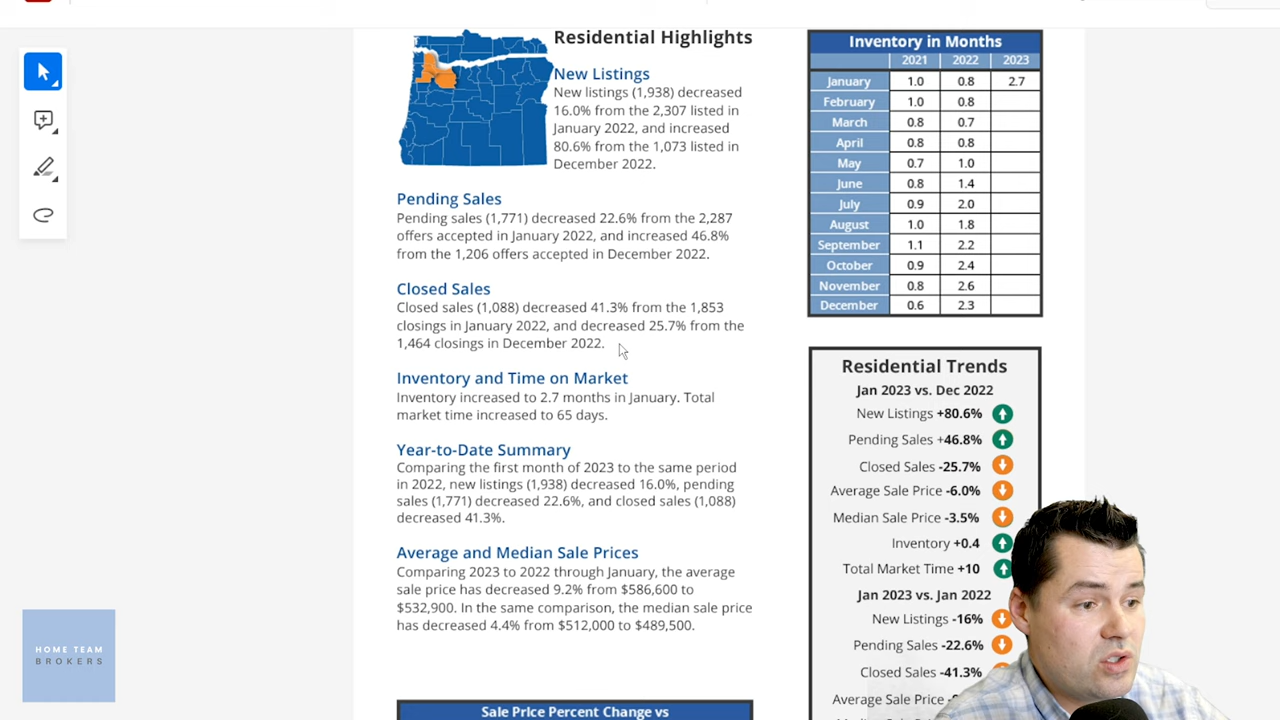 Residential Highlights
New Listings
New listings (1,938) decreased
16.0% from the 2,307 listed in
January 2022, and increased
80.6% from the 1,073 listed in
December 2022.
Pending Sales
Pending sales (1,771) decreased 22.6% from the 2,287
offers accepted in January 2022, and increased 46.8%
from the 1,206 offers accepted in December 2022.
Closed Sales
Closed sales (1,088) decreased 41.3% from the 1,853
closings in January 2022, and decreased 25.7% from the
1,464 closings in December 2022.
Inventory and Time on Market
Inventory increased to 2.7 months in January. Total
market time increased to 65 days.
Year-to-Date Summary
Comparing the first month of 2023 to the same period
in 2022, new listings (1,938) decreased 16.0%, pending
sales (1,771) decreased 22.6%, and closed sales (1,088)
decreased 41.3%.
Average and Median Sale Prices
Comparing 2023 to 2022 through January, the average
sale price has decreased 9.2% from $586,600 to
$532,900. In the same comparison, the median sale price
has decreased 4.4% from $512,000 to $489,500.
Sale Price Percent Change vs
Inventory in Months
2021 2022 2023
January 1.0 0.8 2.7
February 1.0 0.8
March 0.8 0.7
April 0.8 0.8
May 0.7 1.0
June 0.8 1.4
July 0.9 2.0
August 1.0 1.8
September 1.1 2.2
October 0.9 2.4
November 0.8 2.6
December 0.6 2.3
Residential Trends
Jan 2023 vs. Dec 2022
New Listings +80.6%
Pending Sales +46.8%
Closed Sales -25.7%
Average Sale Price -6.0%
Median Sale Price -3.5%
Inventory +0.4
Total Market Time +10
Jan 2023 vs. Jan 2022
New Listings -16%
Pending Sales -22.6%
Closed Sales -41.3%
Average Sale Price
HOME TEAM
BROKERS